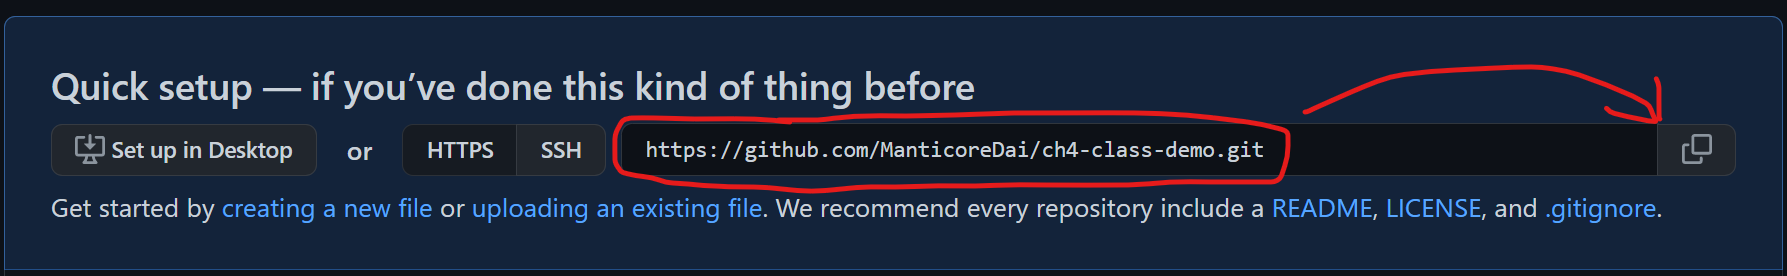 Quick setup — if you’ve done this kind of thing before
Set up in Desktop or HTTPS SSH https://github.com/ManticoreDai/ch4-class-demo.git
Get started by creating a new file or uploading an existing file. We recommend every repository include a README, LICENSE, and .gitignore.